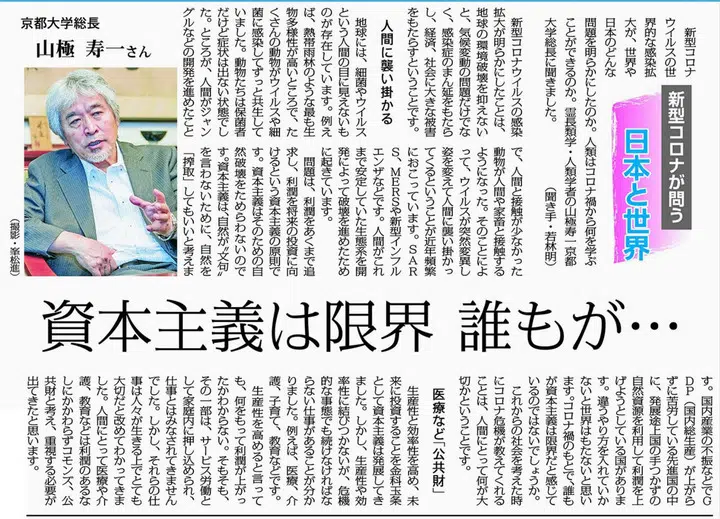 新型コロナが問う
日本と世界
新型コロナ
ウイルスの世
界的な感染拡
大が、世界や
日本のどんな
問題を明らかにしたのか。人類はコロナ禍から何を学ぶ
ことができるのか。霊長類学・人類学者の山極寿一京都
大学総長に聞きました。
（聞き手・若林明）
京都大学総長
山極 寿一さん
（撮影・峯松進）
資本主義は限界 誰もが…
新型コロナウイルスの感染
拡大が明らかにしたことは、
地球の環境破壊を抑えない
と、気候変動の問題だけでな
く、感染症のまん延をもたら
し、経済、社会に大きな被害
をもたらすということです。
人間に襲い掛かる
地球には、細菌やウイルス
という人間の目に見えないも
のが存在しています。例え
ば、熱帯雨林のような最も生
物多様性が高いところで、た
くさんの動物がウイルスや細
菌に感染してずっと共生して
いました。動物たちは保菌者
だけど症状は出ない状態でし
た。ところが、人間がジャン
グルなどの開発を進めたこと
で、人間と接触が少なかった
動物が人間や家畜と接触する
ようになった。そのことによ
って、ウイルスが突然変異し
姿を変えて人間に襲い掛かっ
てくるということが近年頻繁
におこっています。SAR
S、MERSや新型インフル
エンザなどです。人間がこれ
まで安定していた生態系を開
発によって破壊を進めたため
に起きています。
問題は、利潤をあくまで追
求し、利潤を将来の投資に向
けるという資本主義の原則で
す。資本主義はそのための自
然破壊をためらわないので
す。資本主義は、自然が“文句”
を言わないために、自然を
「搾取」してもいいと考えま
す。国内産業の不振などでG
DP（国内総生産）が上がら
ずに苦労している先進国の中
に、発展途上国の手つかずの
自然資源を利用して利潤を上
げようとしている国がありま
す。違うやり方を入れていか
ないと世界はもたないと思い
ます。コロナ禍のもとで、誰も
が資本主義は限界だと感じて
いるのではないでしょうか。
これからの社会を考えた時
にコロナ危機が教えてくれる
ことは、人間にとって何が大
切かということです。
医療など「公共財」
生産性と効率性を高め、未
来に投資することを金科玉条
として資本主義は発展してき
ました。しかし、生産性や効
率性に結びつかないが、危機
的な事態でも続けなければな
らない仕事があることが分か
りました。例えば、医療、介
護、子育て、教育などです。
生産性を高めると言って
も、何をもって利潤が上がっ
たかわからない。そもそも、
その一部は、サービス労働と
して家庭内に押し込められ、
仕事とはみなされてきません
でした。しかし、それらの仕
事は人々が生きる上でとても
大切だと改めてわかってきま
した。人間にとって医療や介
護、教育などは利潤のあるな
しにかかわらずコモンズ、公
共財と考え、重視する必要が
出てきたと思います。